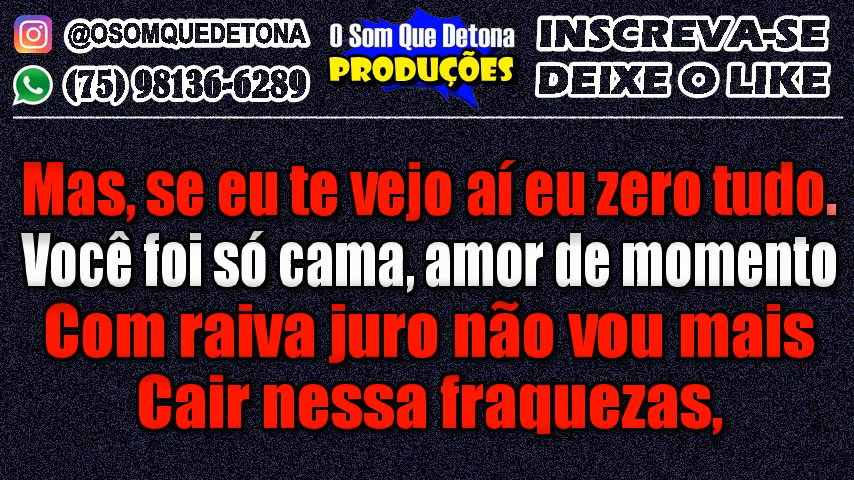 @OSOMQUEDETONA
(75) 98136-6289
O Som Que Detona
PRODUÇÕES
INSCREVA-SE
DEIXE O LIKE
Mas, se eu te vejo aí eu zero tudo.
Você foi só cama, amor de momento
Com raiva juro não vou mais
Cair nessa fraquezas,